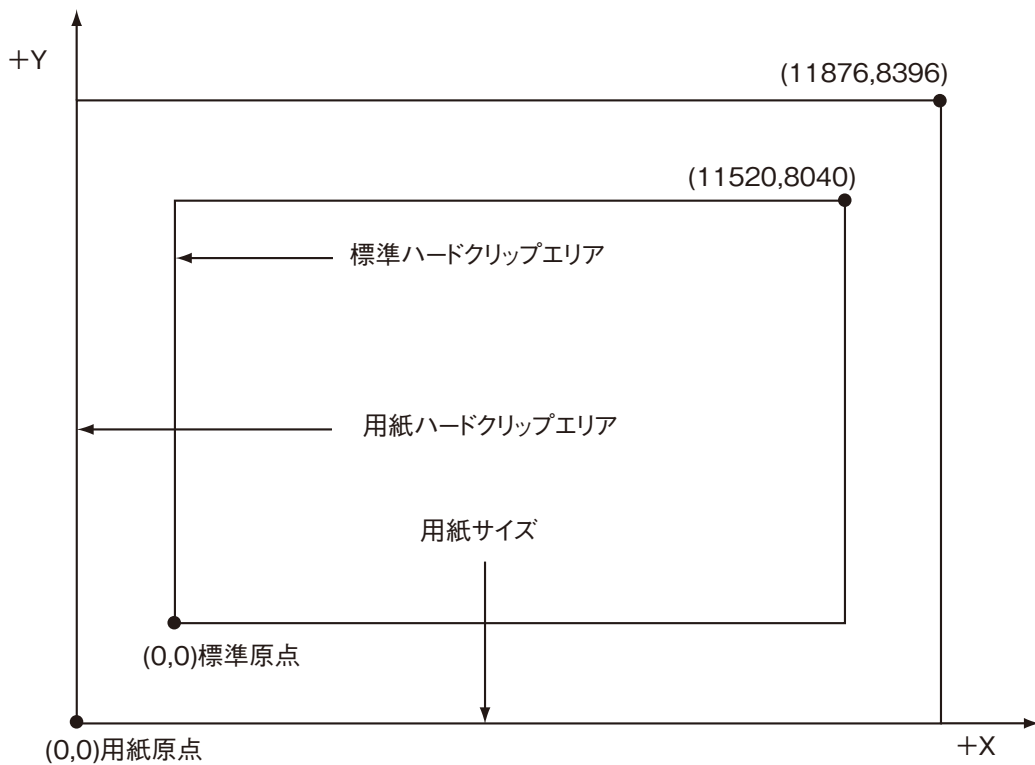 +Y
(11876,8396)
(11520,8040)
標準ハードクリップエリア
用紙ハードクリップエリア
用紙サイズ
(0,0)標準原点
(0,0)用紙原点
+X